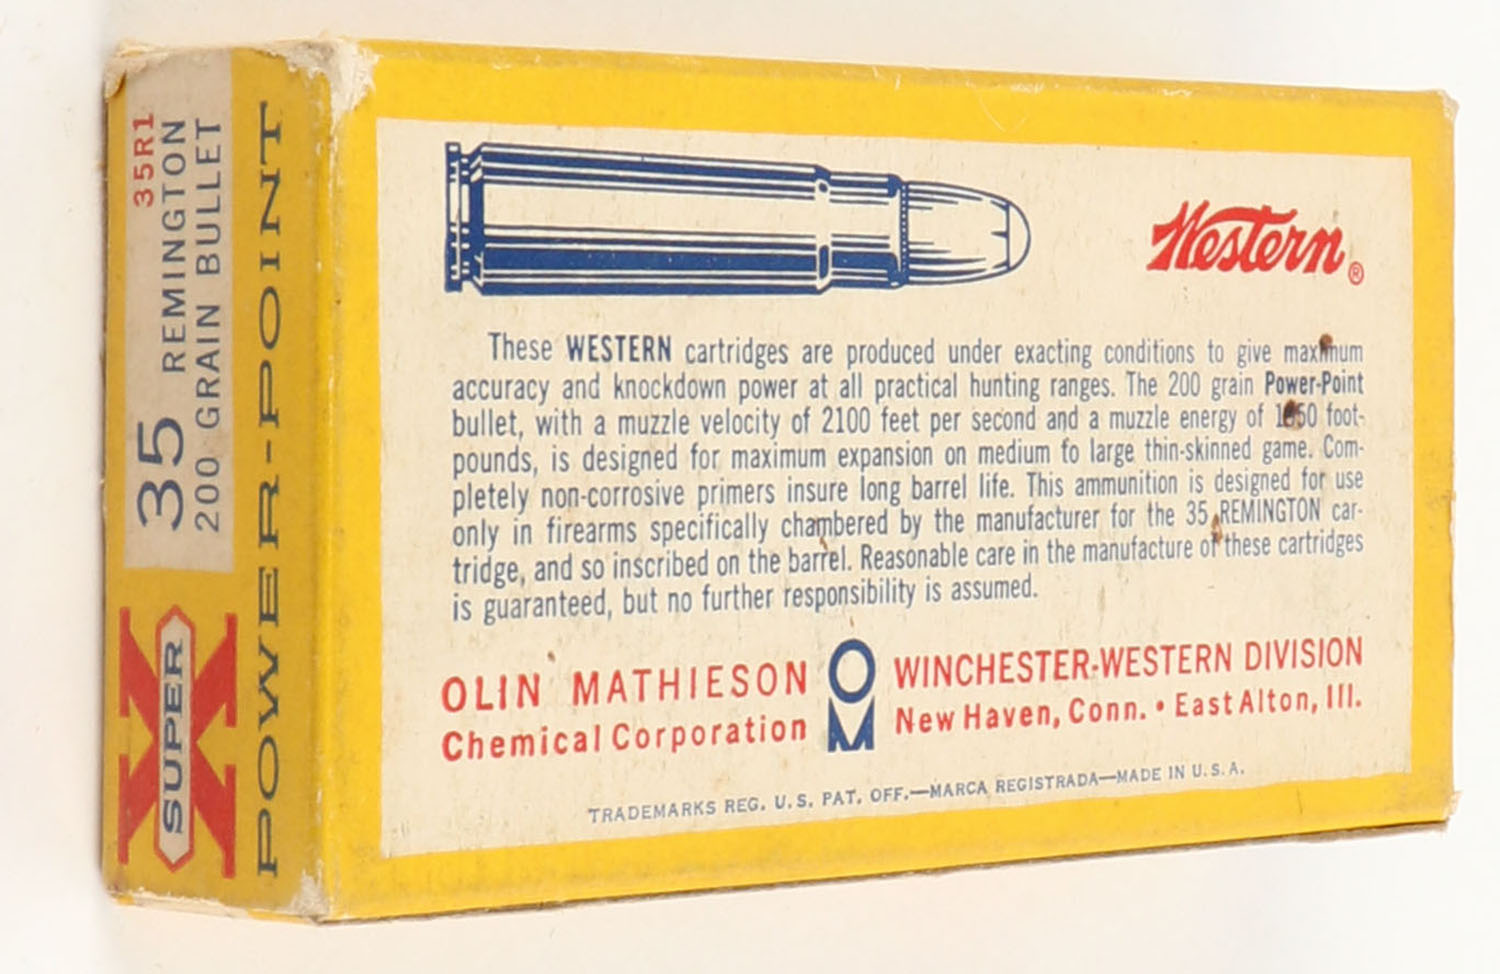 35R1
35 REMINGTON
200 GRAIN BULLET
SUPER X
POWER-POINT
Western®
These WESTERN cartridges are produced under exacting conditions to give maximum
accuracy and knockdown power at all practical hunting ranges. The 200 grain Power-Point
bullet, with a muzzle velocity of 2100 feet per second and a muzzle energy of foot-
pounds, is designed for maximum expansion on medium to large thin-skinned game. Com-
pletely non-corrosive primers insure long barrel life. This ammunition is designed for use
only in firearms specifically chambered by the manufacturer for the 35 REMINGTON car-
tridge, and so inscribed on the barrel. Reasonable care in the manufacture of these cartridges
is guaranteed, but no further responsibility is assumed.
OLIN MATHIESON
Chemical Corporation
OM
WINCHESTER-WESTERN DIVISION
New Haven, Conn. • East Alton, Ill.
TRADEMARKS REG. U.S. PAT. OFF.—MARCA REGISTRADA—MADE IN U.S.A.